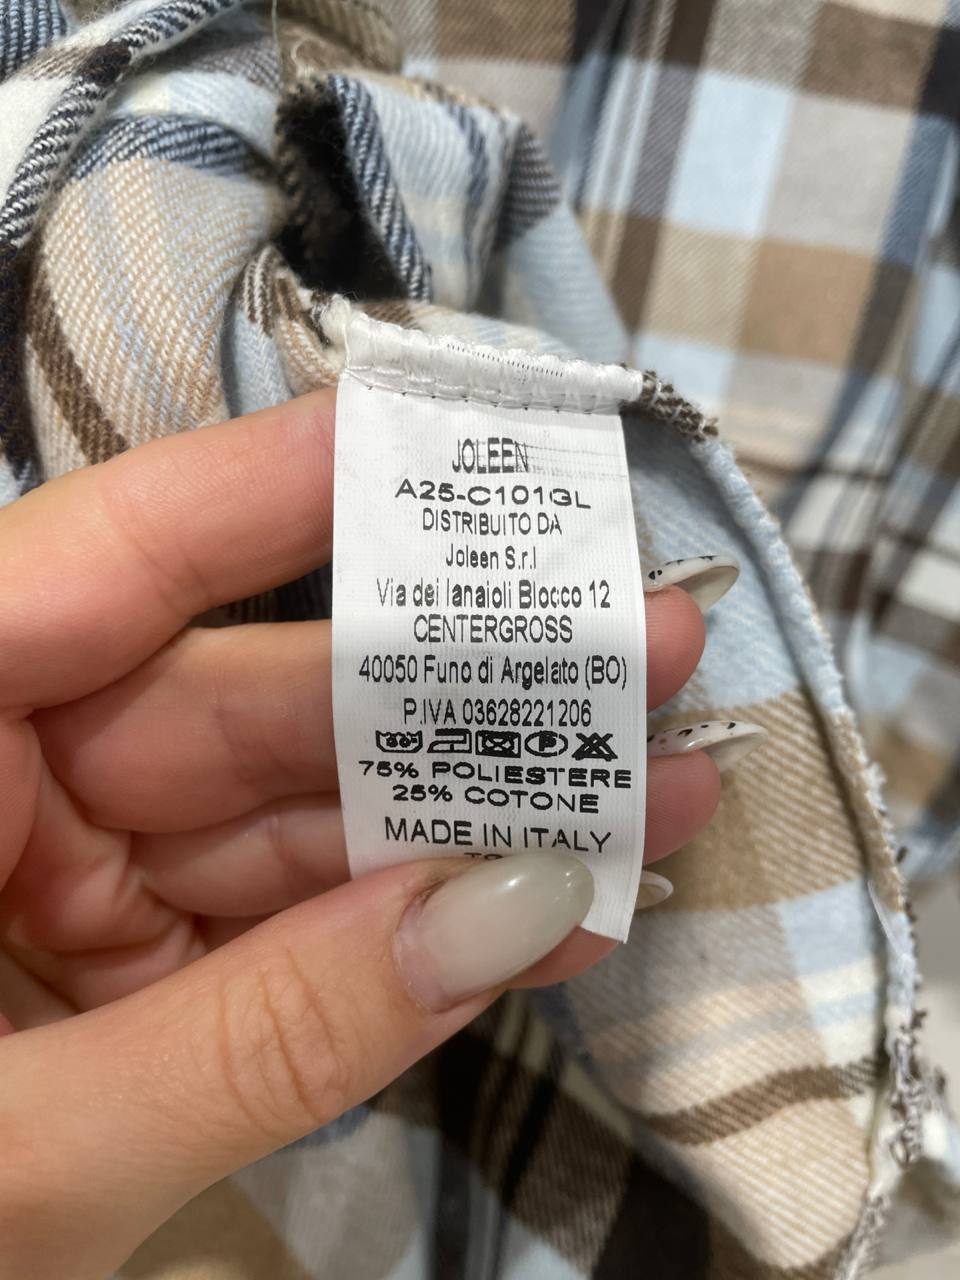 JOLEEN
A25-C101GL
DISTRIBUITO DA
Joleen S.r.l
Via dei lanaioli Blocco 12
CENTERGROSS
40050 Funo di Argelato (BO)
P.IVA 03628221206
75% POLIESTERE
25% COTONE
MADE IN ITALY